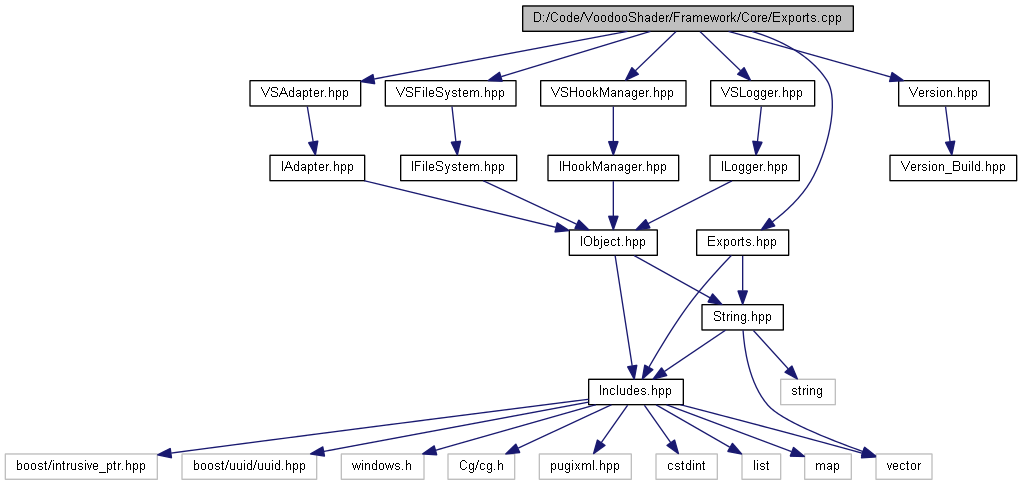 D:/Code/VoodooShader/Framework/Core/Exports.cpp
VSAdapter.hpp
VSFileSystem.hpp
VSHookManager.hpp
VSLogger.hpp
Version.hpp
IAdapter.hpp
IFileSystem.hpp
IHookManager.hpp
ILogger.hpp
Version_Build.hpp
IObject.hpp
Exports.hpp
String.hpp
Includes.hpp
string
boost/intrusive_ptr.hpp
boost/uuid/uuid.hpp
windows.h
Cg/cg.h
pugixml.hpp
cstdint
list
map
vector